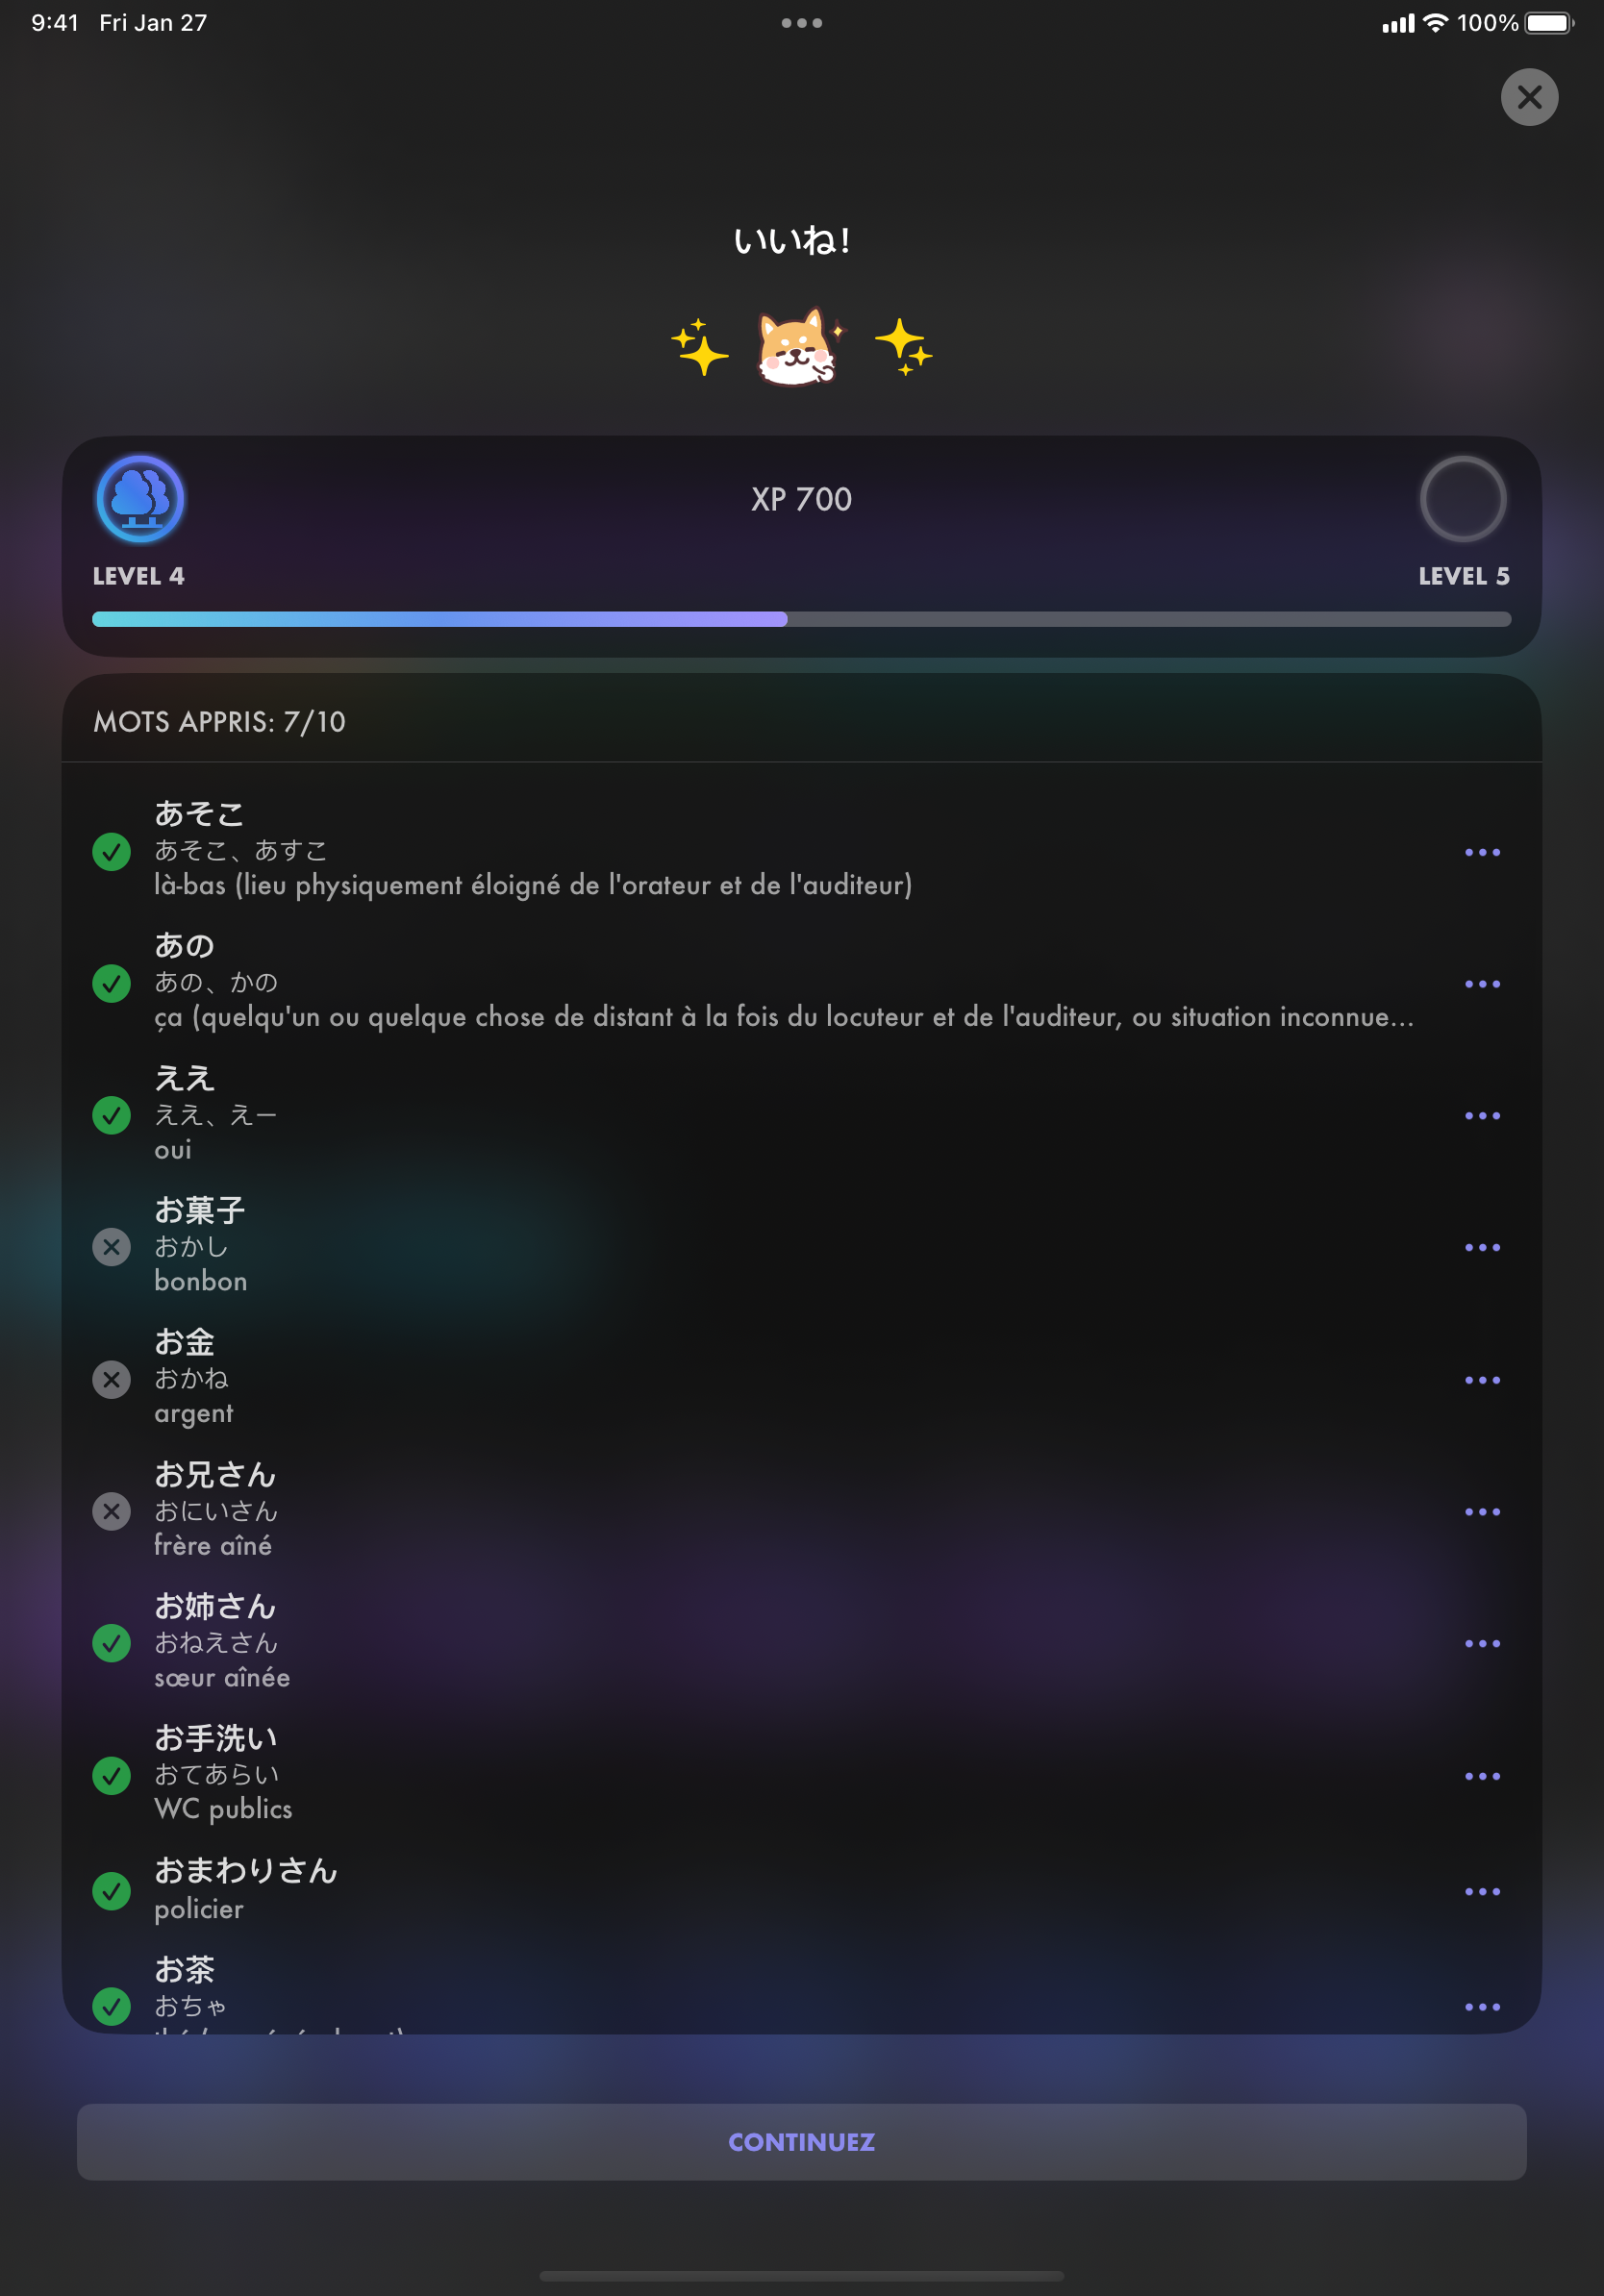 9:41 Fri Jan 27
100%
いいね!
XP 700
LEVEL 4
LEVEL 5
MOTS APPRIS: 7/10
あそこ
あそこ、あすこ
là-bas (lieu physiquement éloigné de l'orateur et de l'auditeur)
あの
あの、かの
ça (quelqu'un ou quelque chose de distant à la fois du locuteur et de l'auditeur, ou situation inconnue...
ええ
ええ、えー
oui
お菓子
おかし
bonbon
お金
おかね
argent
お兄さん
おにいさん
frère aîné
お姉さん
おねえさん
sœur aînée
お手洗い
おてあらい
WC publics
おまわりさん
policier
お茶
おちゃ
CONTINUEZ